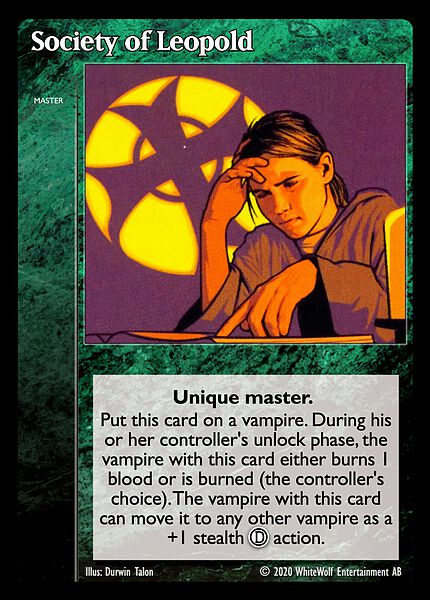 Society of Leopold
MASTER
Unique master.
Put this card on a vampire. During his
or her controller's unlock phase, the
vampire with this card either burns 1
blood or is burned (the controller's
choice). The vampire with this card
can move it to any other vampire as a
+1 stealth Ⓓ action.
Illus: Durwin Talon
© 2020 WhiteWolf Entertainment AB